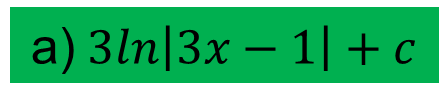 a) 3ln|3x − 1| + c